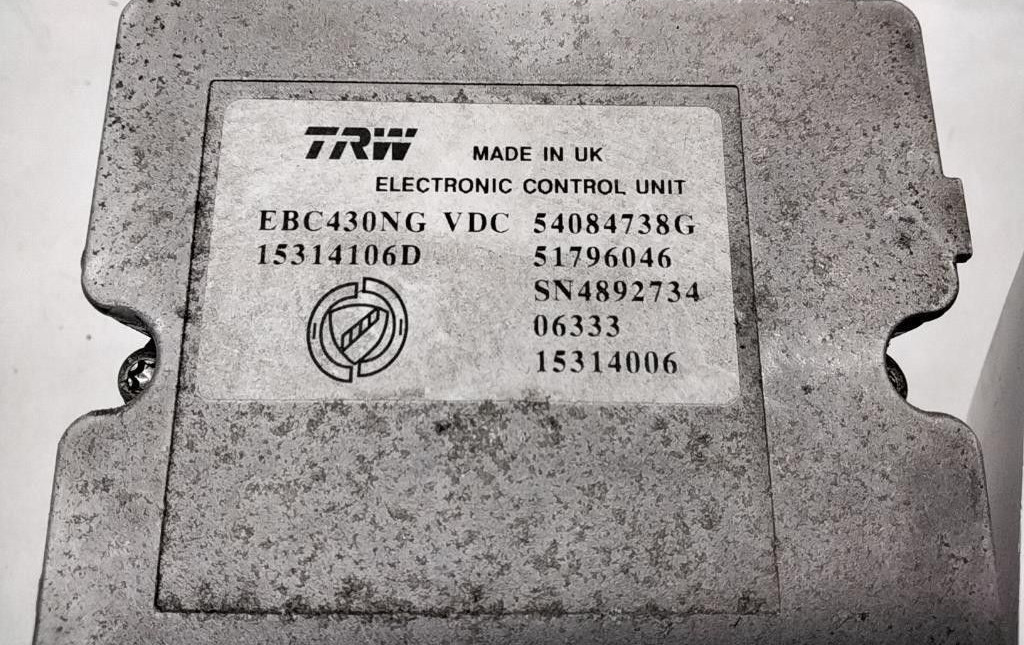 TRW MADE IN UK
ELECTRONIC CONTROL UNIT
EBC430NG VDC 54084738G
15314106D 51796046
SN4892734
06333
15314006